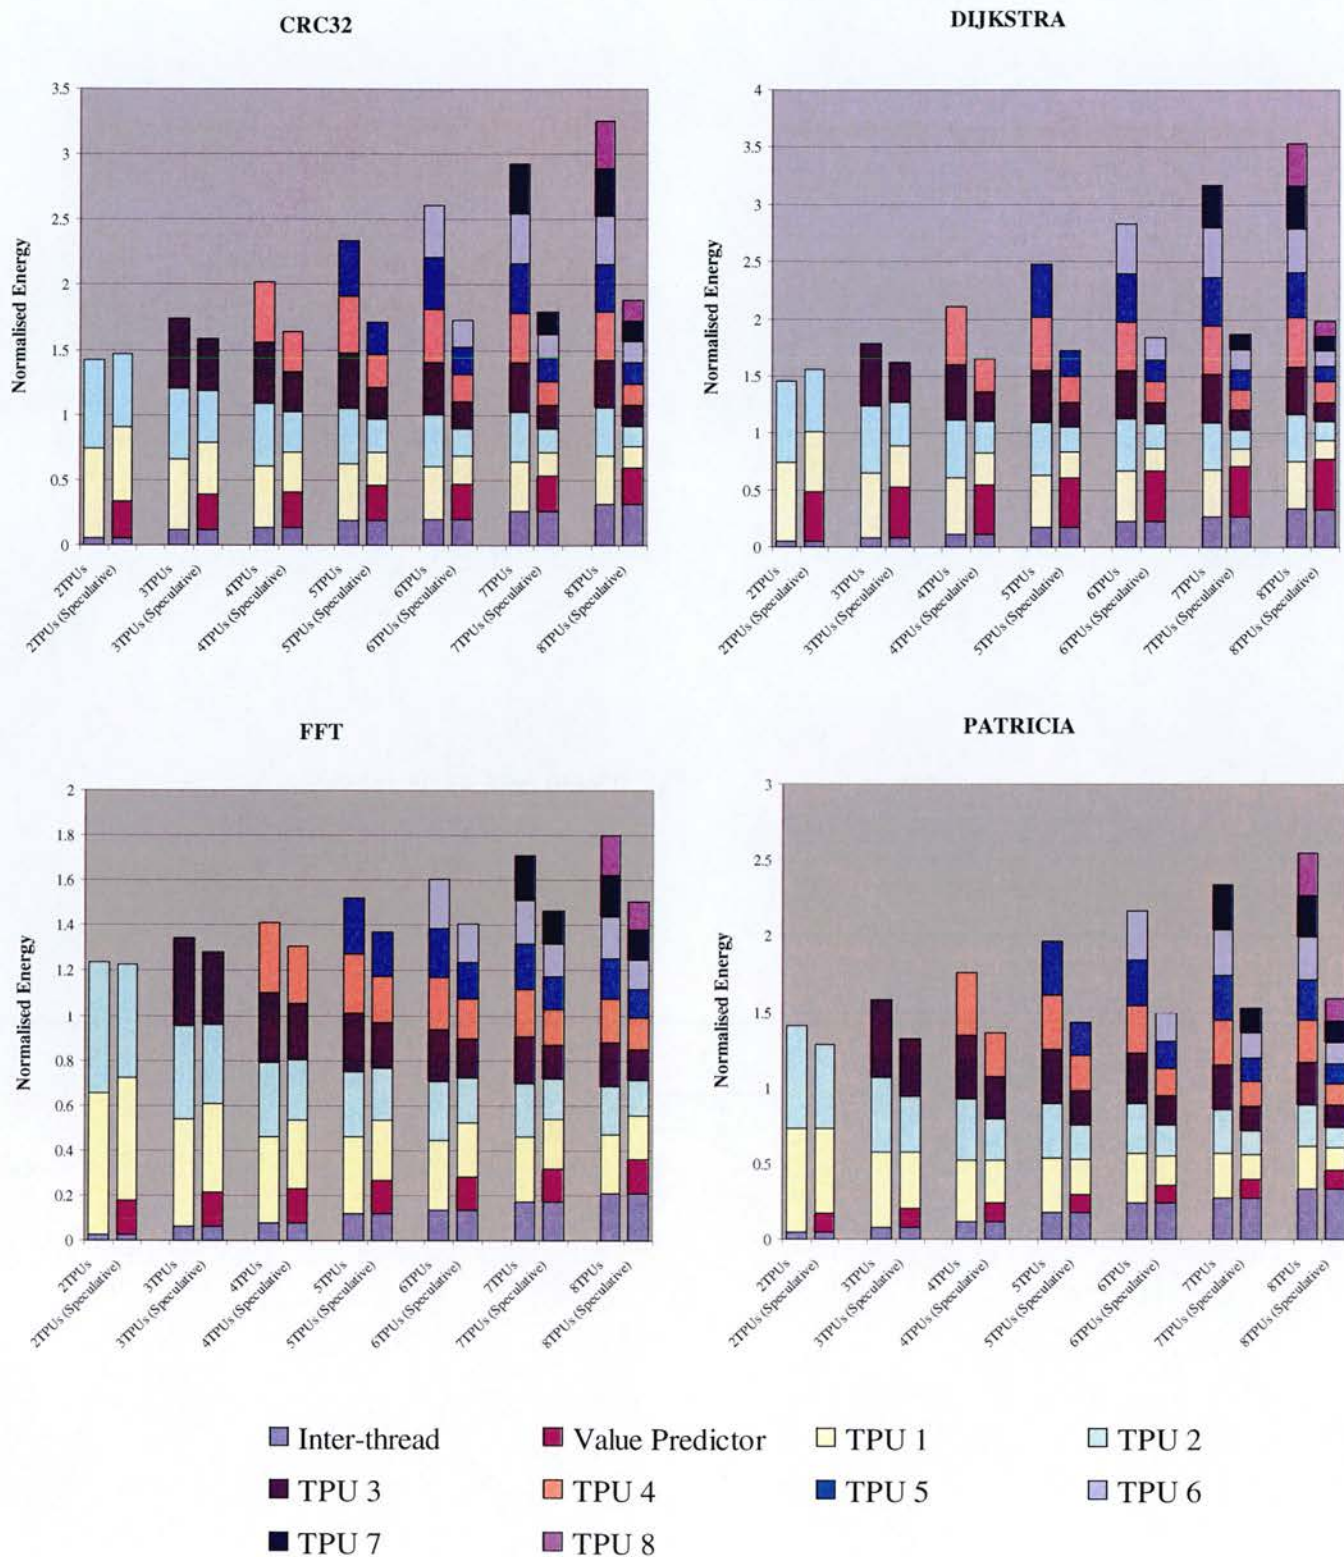 CRC32
Normalised Energy
3.5
3
2.5
2
1.5
1
0.5
0
2TPUs
2TPUs (Speculative)
3TPUs
3TPUs (Speculative)
4TPUs
4TPUs (Speculative)
5TPUs
5TPUs (Speculative)
6TPUs
6TPUs (Speculative)
7TPUs
7TPUs (Speculative)
8TPUs
8TPUs (Speculative)
DIJKSTRA
Normalised Energy
4
3.5
3
2.5
2
1.5
1
0.5
0
2TPUs
2TPUs (Speculative)
3TPUs
3TPUs (Speculative)
4TPUs
4TPUs (Speculative)
5TPUs
5TPUs (Speculative)
6TPUs
6TPUs (Speculative)
7TPUs
7TPUs (Speculative)
8TPUs
8TPUs (Speculative)
FFT
Normalised Energy
2
1.8
1.6
1.4
1.2
1
0.8
0.6
0.4
0.2
0
2TPUs
2TPUs (Speculative)
3TPUs
3TPUs (Speculative)
4TPUs
4TPUs (Speculative)
5TPUs
5TPUs (Speculative)
6TPUs
6TPUs (Speculative)
7TPUs
7TPUs (Speculative)
8TPUs
8TPUs (Speculative)
PATRICIA
Normalised Energy
3
2.5
2
1.5
1
0.5
0
2TPUs
2TPUs (Speculative)
3TPUs
3TPUs (Speculative)
4TPUs
4TPUs (Speculative)
5TPUs
5TPUs (Speculative)
6TPUs
6TPUs (Speculative)
7TPUs
7TPUs (Speculative)
8TPUs
8TPUs (Speculative)
Inter-thread
Value Predictor
TPU 1
TPU 2
TPU 3
TPU 4
TPU 5
TPU 6
TPU 7
TPU 8